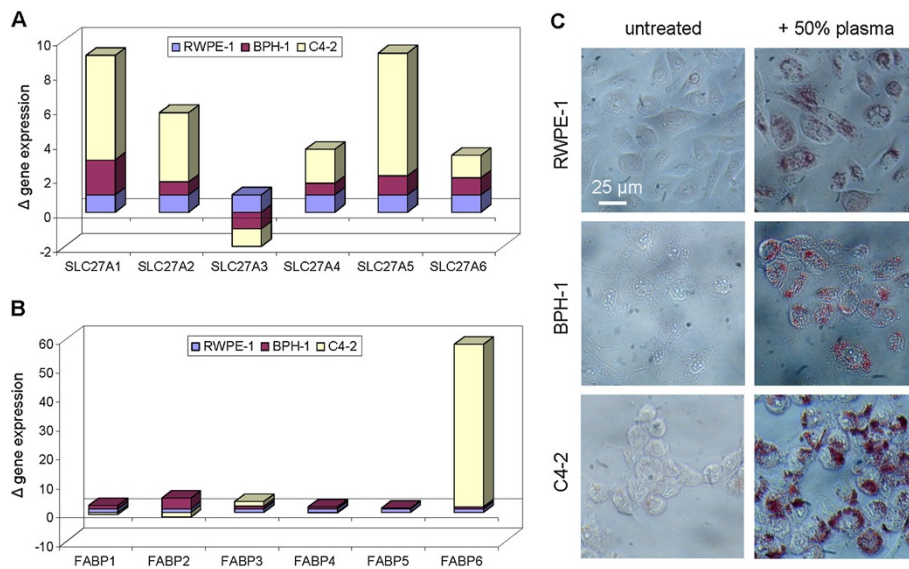 A
RWPE-1 BPH-1 C4-2
10
8
6
4
2
0
-2
Δ gene expression
SLC27A1 SLC27A2 SLC27A3 SLC27A4 SLC27A5 SLC27A6
B
RWPE-1 BPH-1 C4-2
60
50
40
30
20
10
0
-10
Δ gene expression
FABP1 FABP2 FABP3 FABP4 FABP5 FABP6
C
untreated + 50% plasma
RWPE-1
25 µm
BPH-1
C4-2